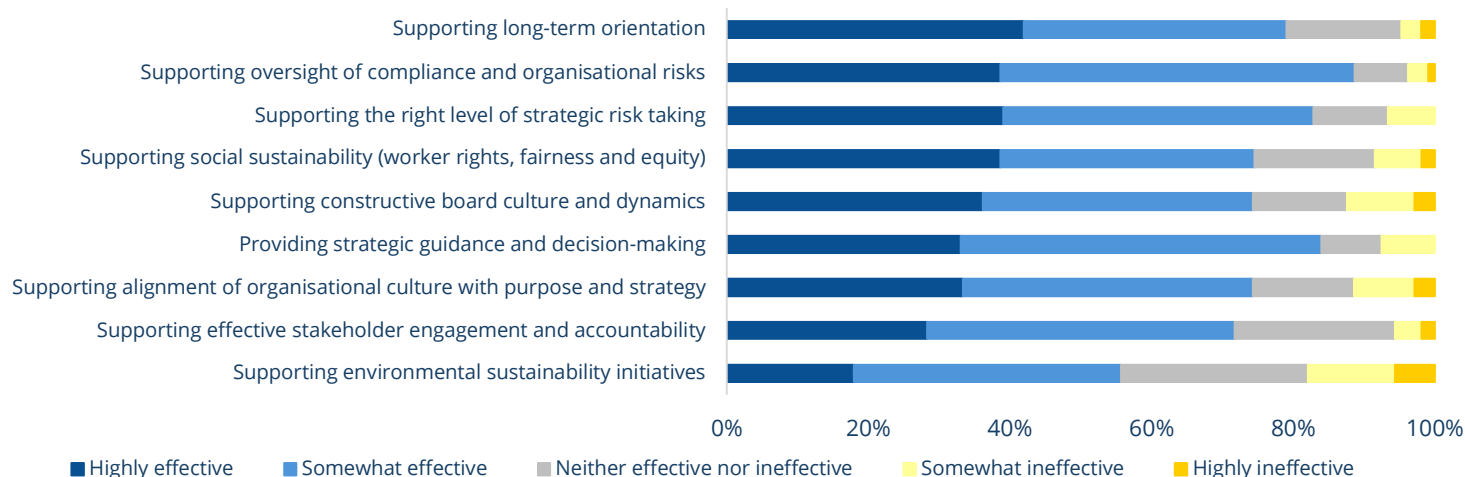 Supporting long-term orientation
Supporting oversight of compliance and organisational risks
Supporting the right level of strategic risk taking
Supporting social sustainability (worker rights, fairness and equity)
Supporting constructive board culture and dynamics
Providing strategic guidance and decision-making
Supporting alignment of organisational culture with purpose and strategy
Supporting effective stakeholder engagement and accountability
Supporting environmental sustainability initiatives
0% 20% 40% 60% 80% 100%
Highly effective Somewhat effective Neither effective nor ineffective Somewhat ineffective Highly ineffective